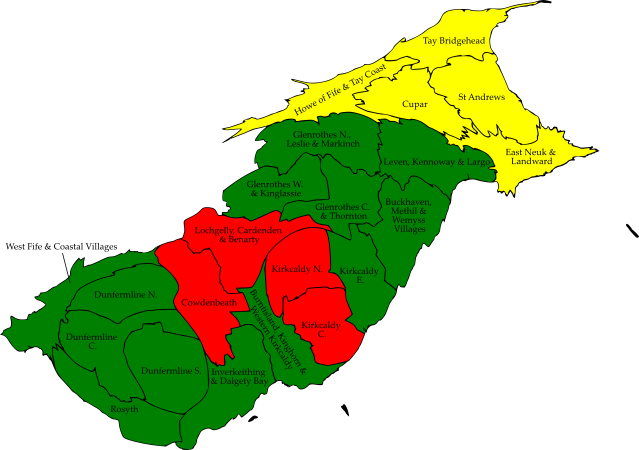 Tay Bridgehead
Howe of Fife & Tay Coast
Cupar
St Andrews
East Neuk &
Landward
Glenrothes N.,
Leslie & Markinch
Leven, Kennoway & Largo
Glenrothes W.
& Kinglassie
Glenrothes C.
& Thornton
Buckhaven,
Methil &
Wemyss
Villages
Lochgelly, Cardenden
& Benarty
West Fife & Coastal Villages
Kirkcaldy N.
Kirkcaldy
E.
Dunfermline N.
Cowdenbeath
Burntisland, Kinghorn &
Western Kirkcaldy
Kirkcaldy
C.
Dunfermline
C.
Dunfermline S.
Inverkeithing
& Dalgety Bay
Rosyth